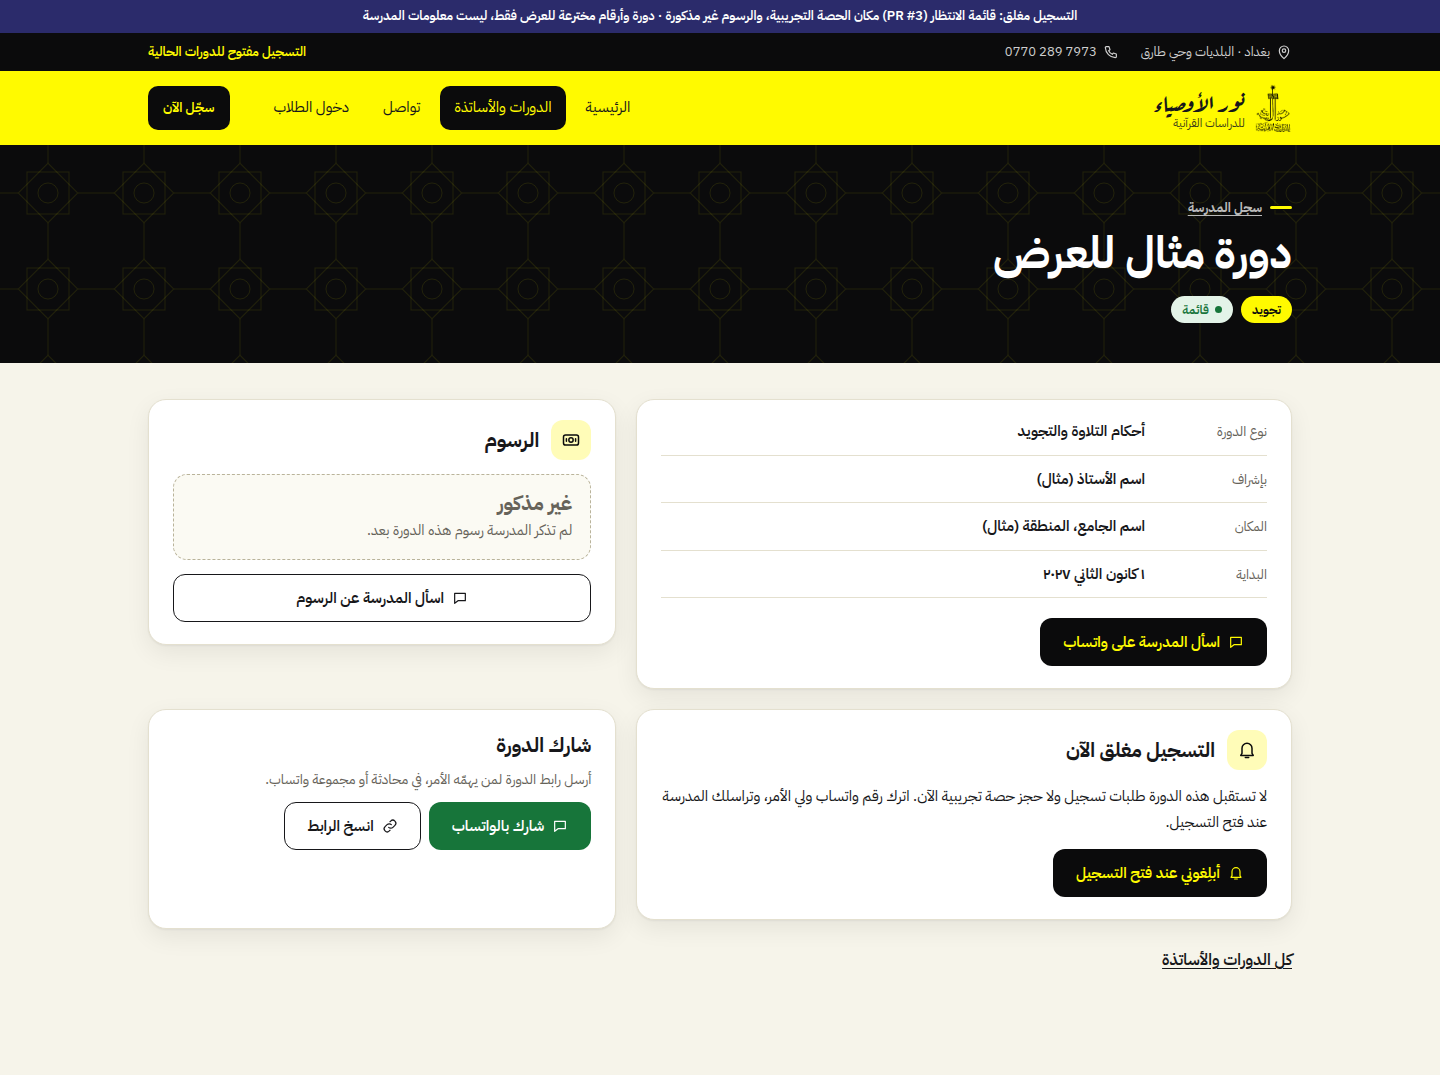 التسجيل مغلق: قائمة الانتظار (PR #3) مكان الحصة التجريبية، والرسوم غير مذكورة · دورة وأرقام مخترعة للعرض فقط، ليست معلومات المدرسة
بغداد · البلديات وحي طارق
0770 289 7973
التسجيل مفتوح للدورات الحالية
نور الأوصياء
للدراسات القرآنية
الرئيسية
الدورات والأساتذة
تواصل
دخول الطلاب
سجّل الآن
سجل المدرسة
دورة مثال للعرض
تجويد
قائمة
نوع الدورة
أحكام التلاوة والتجويد
بإشراف
اسم الأستاذ (مثال)
المكان
اسم الجامع، المنطقة (مثال)
البداية
١ كانون الثاني ٢٠٢٧
اسأل المدرسة على واتساب
الرسوم
غير مذكور
لم تذكر المدرسة رسوم هذه الدورة بعد.
اسأل المدرسة عن الرسوم
التسجيل مغلق الآن
لا تستقبل هذه الدورة طلبات تسجيل ولا حجز حصة تجريبية الآن. اترك رقم واتساب ولي الأمر، وتراسلك المدرسة
عند فتح التسجيل.
أبلِغوني عند فتح التسجيل
شارك الدورة
أرسل رابط الدورة لمن يهمّه الأمر، في محادثة أو مجموعة واتساب.
شارك بالواتساب
انسخ الرابط
كل الدورات والأساتذة